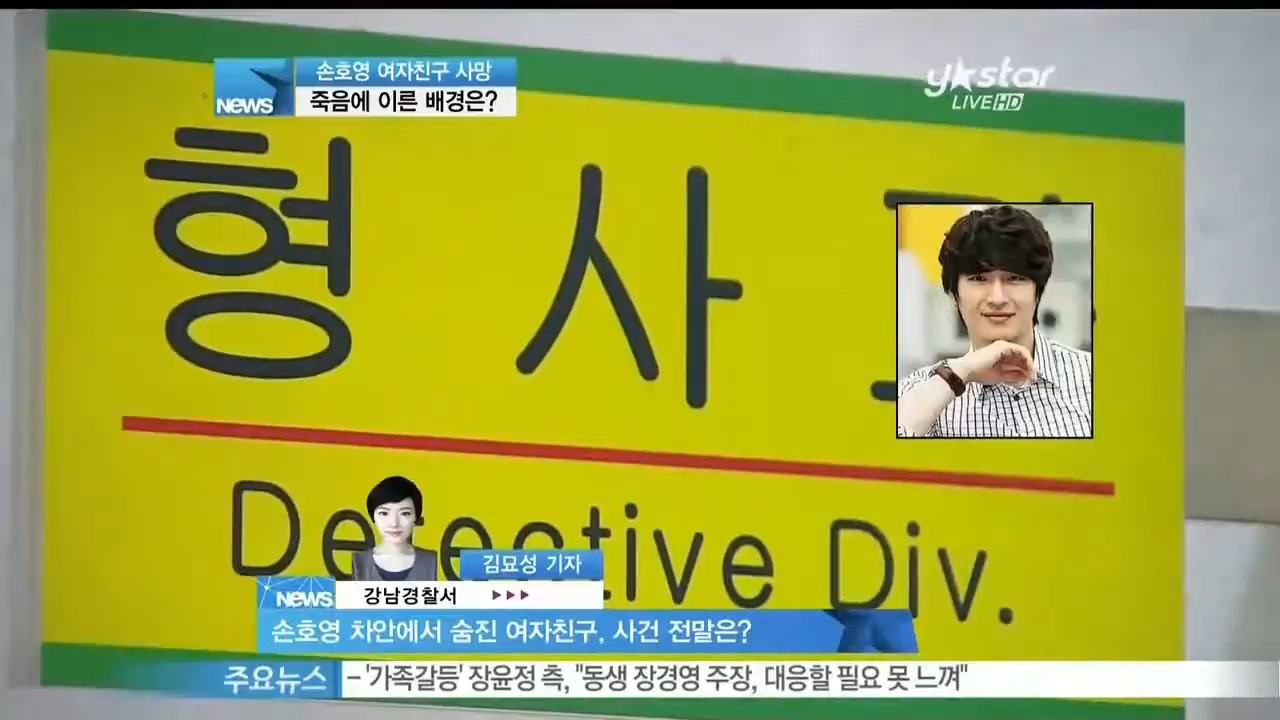 손호영 여자친구 사망
NEWS 죽음에 이른 배경은?
y★star
LIVE HD
형 사
Detective Div.
김묘성 기자
NEWS 강남경찰서 ▶▶▶
손호영 차안에서 숨진 여자친구, 사건 전말은?
주요뉴스 – '가족갈등' 장윤정 측, "동생 장경영 주장, 대응할 필요 못 느껴"